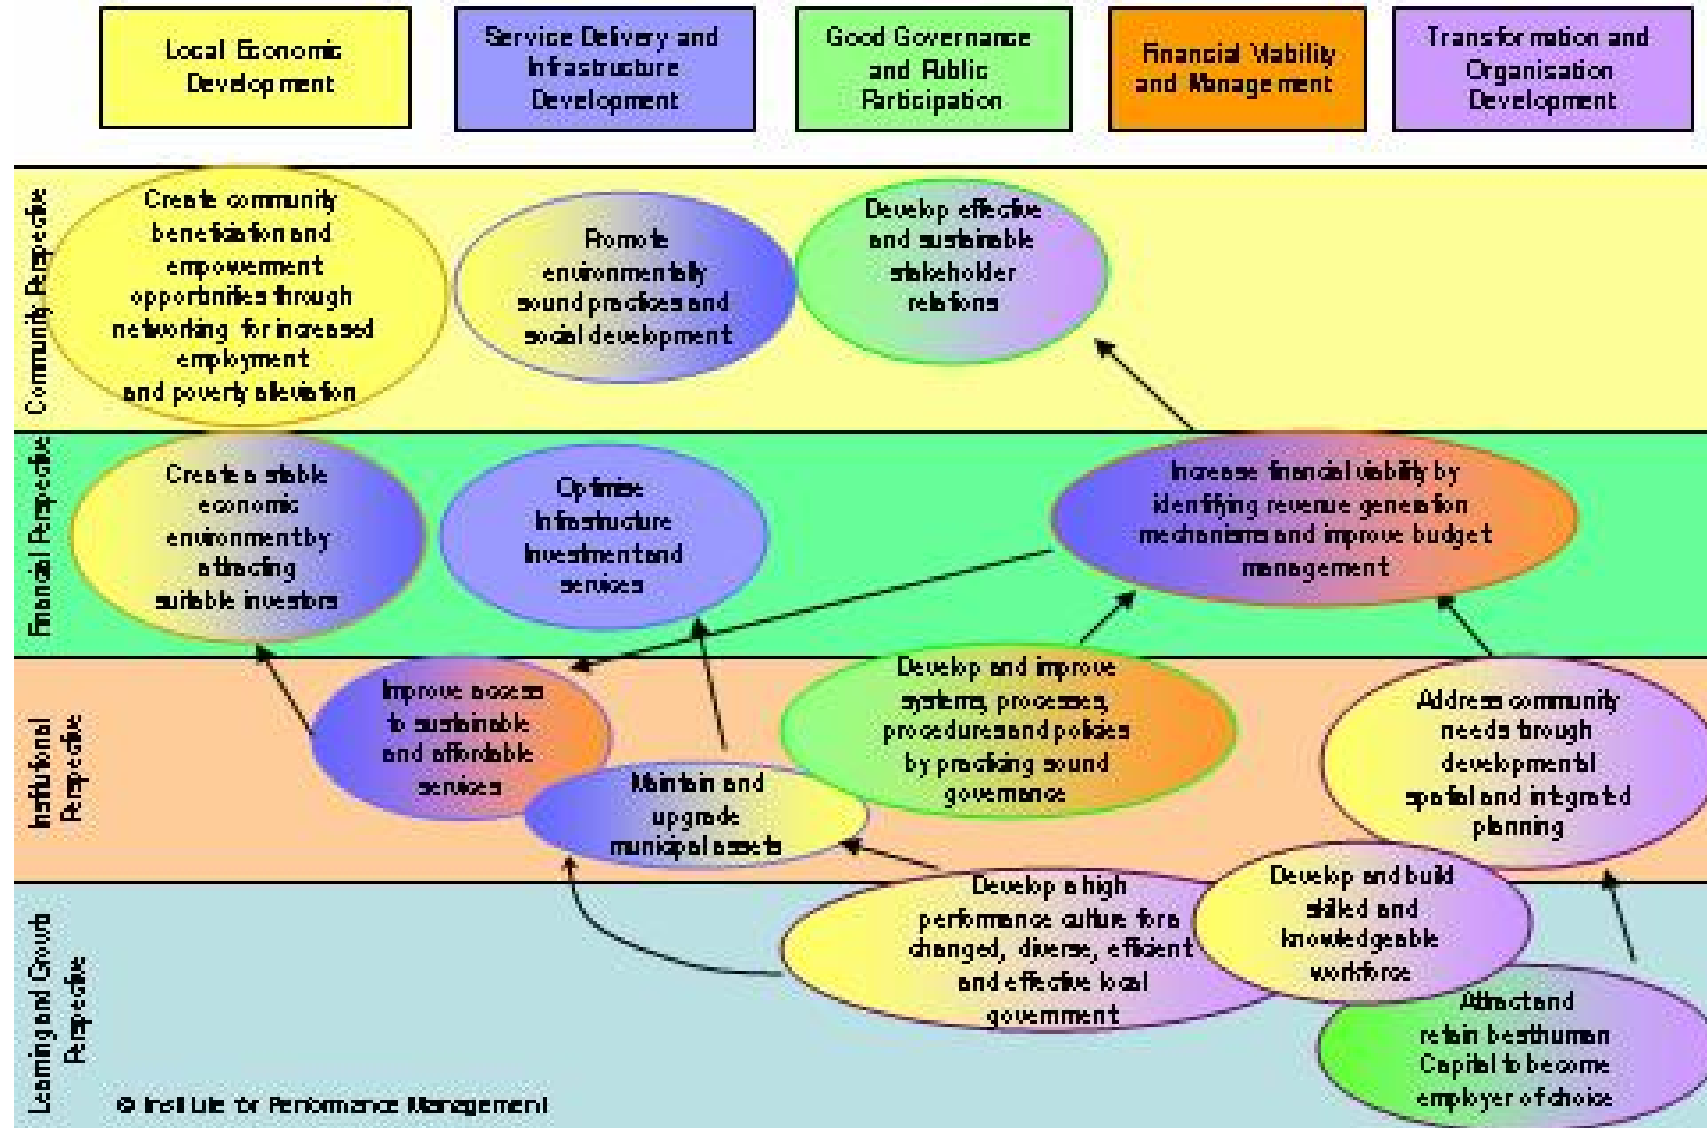 Local Economic
Development
Service Delivery and
Infrastructure
Development
Good Governance
and Public
Participation
Financial Viability
and Management
Transformation and
Organisation
Development
Community Perspective
Create community
beneficiation and
empowerment
opportunities through
networking for increased
employment
and poverty alleviation
Promote
environmentally
sound practices and
social development
Develop effective
and sustainable
stakeholder
relations
Financial Perspective
Create a stable
economic
environment by
attracting
suitable investors
Optimise
Infrastructure
Investment and
services
Increase financial viability by
identifying revenue generation
mechanisms and improve budget
management
Institutional
Perspective
Improve access
to sustainable
and affordable
services
Maintain and
upgrade
municipal assets
Develop and improve
systems, processes,
procedures and policies
by practicing sound
governance
Address community
needs through
developmental
spatial and integrated
planning
Learning and Growth
Perspective
Develop a high
performance culture for a
changed, diverse, efficient
and effective local
government
Develop and build
skilled and
knowledgeable
workforce
Attract and
retain best human
Capital to become
employer of choice
© Institute for Performance Management